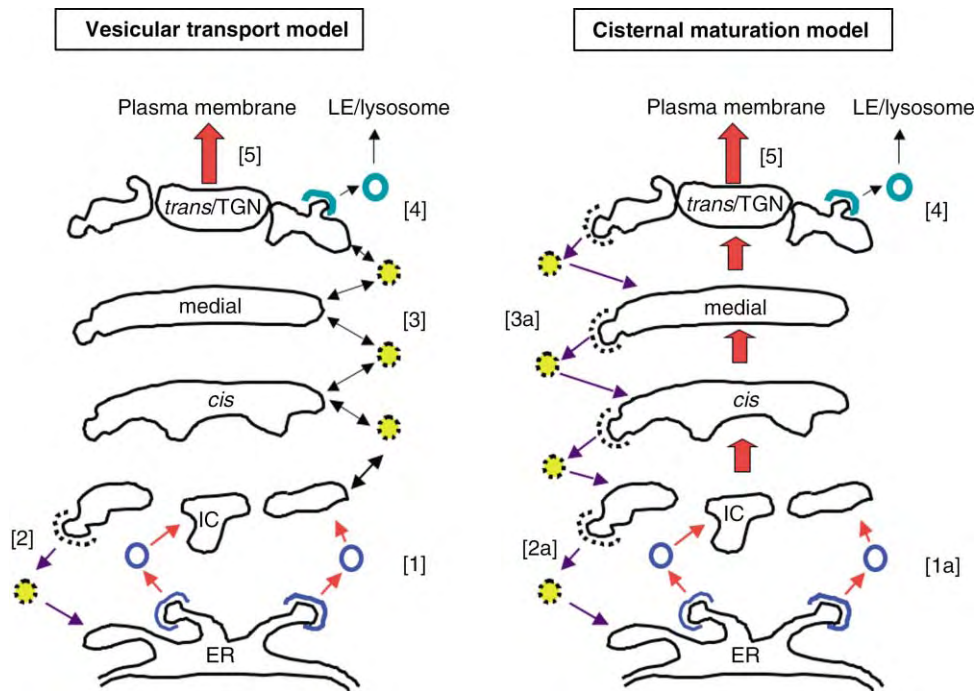 Vesicular transport model
Plasma membrane
LE/lysosome
[5]
[4]
trans/TGN
medial
[3]
cis
IC
[2]
[1]
ER
Cisternal maturation model
Plasma membrane
LE/lysosome
[5]
[4]
trans/TGN
medial
[3a]
cis
IC
[2a]
[1a]
ER